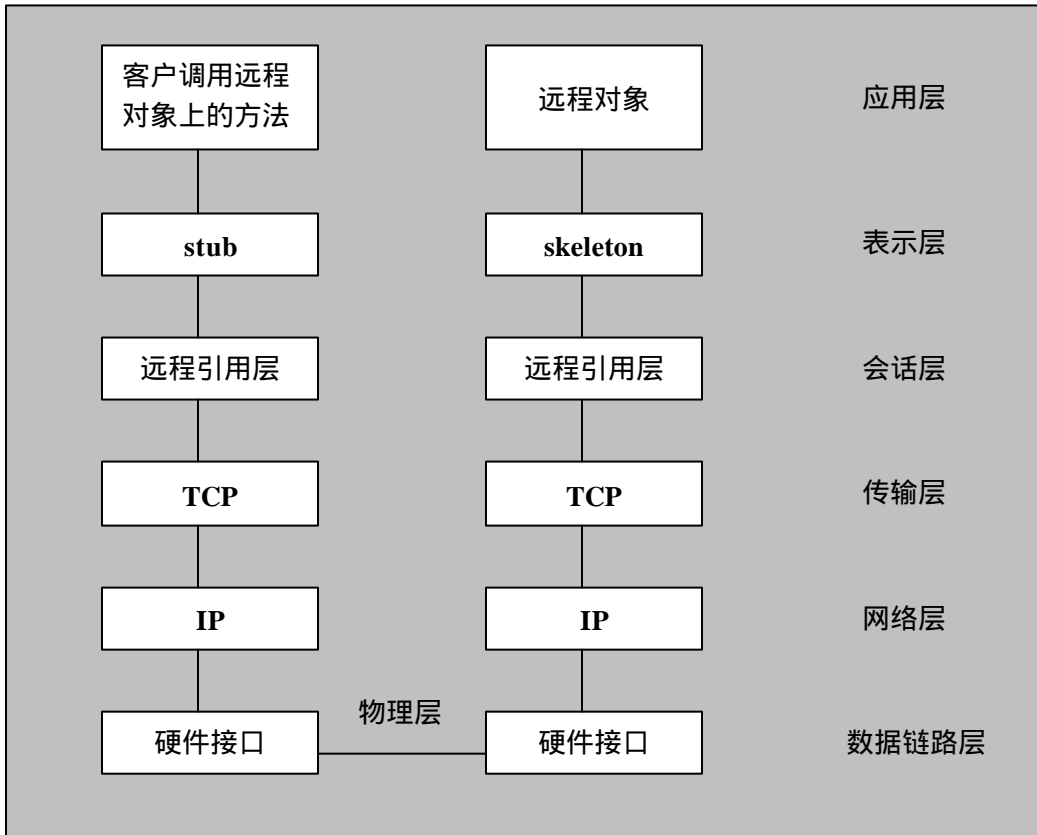 客户调用远程
对象上的方法
远程对象
应用层
stub
skeleton
表示层
远程引用层
远程引用层
会话层
TCP
TCP
传输层
IP
IP
网络层
物理层
硬件接口
硬件接口
数据链路层